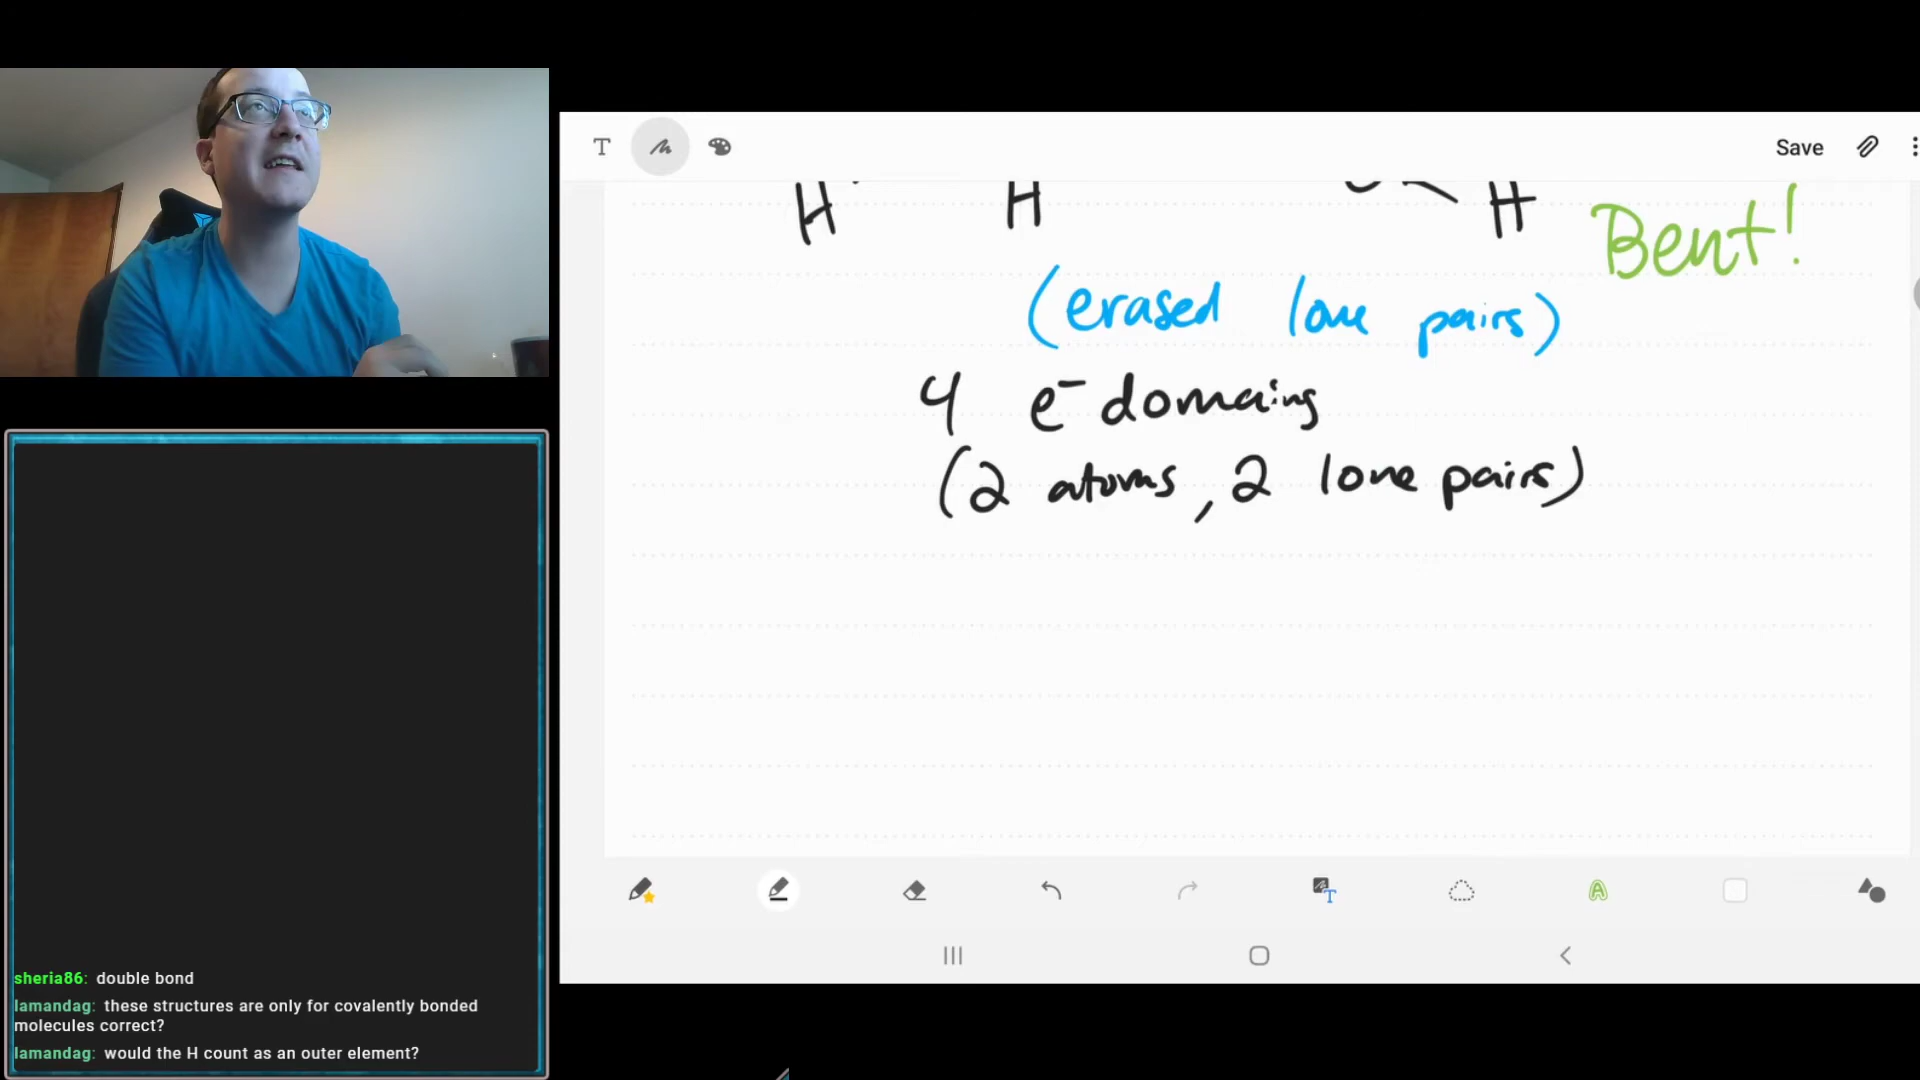 T
Save
H H H Bent!
(erased lone pairs)
4 e⁻ domains
(2 atoms, 2 lone pairs)
T
A
sheria86: double bond
lamandag: these structures are only for covalently bonded
molecules correct?
lamandag: would the H count as an outer element?